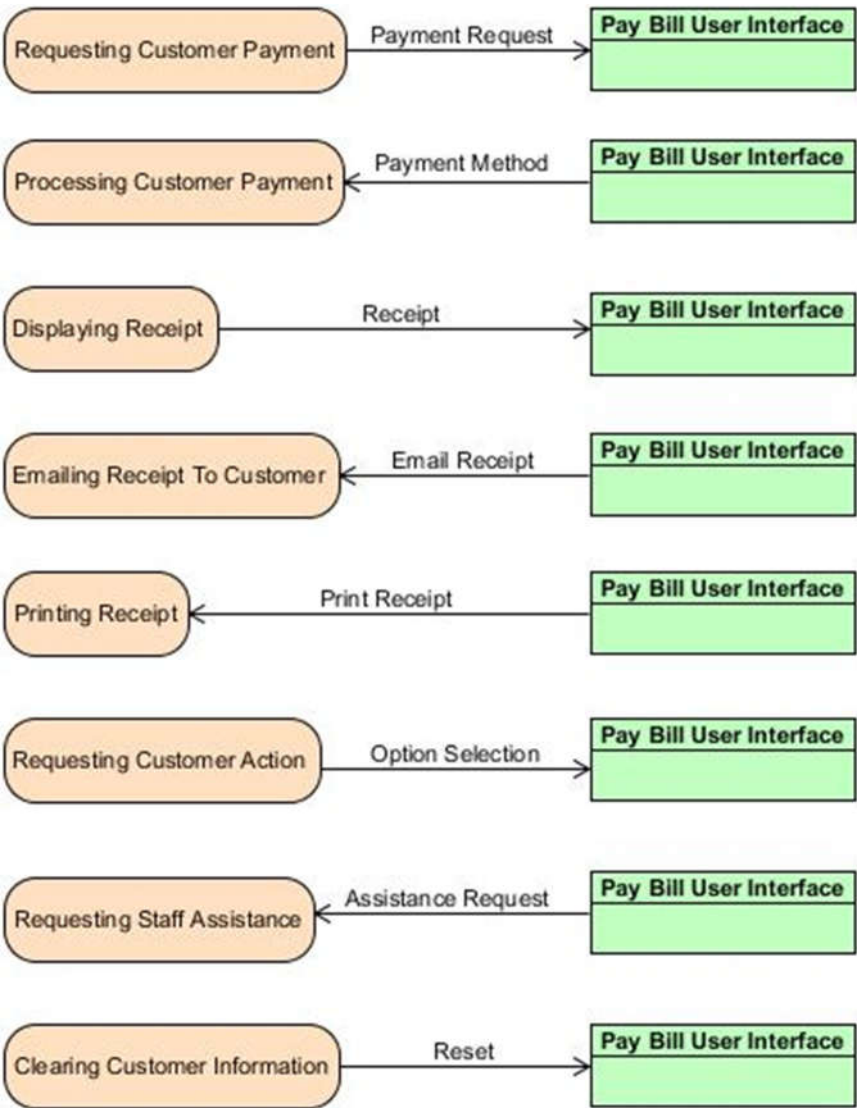 Requesting Customer Payment
Payment Request
Pay Bill User Interface
Processing Customer Payment
Payment Method
Pay Bill User Interface
Displaying Receipt
Receipt
Pay Bill User Interface
Emailing Receipt To Customer
Email Receipt
Pay Bill User Interface
Printing Receipt
Print Receipt
Pay Bill User Interface
Requesting Customer Action
Option Selection
Pay Bill User Interface
Requesting Staff Assistance
Assistance Request
Pay Bill User Interface
Clearing Customer Information
Reset
Pay Bill User Interface